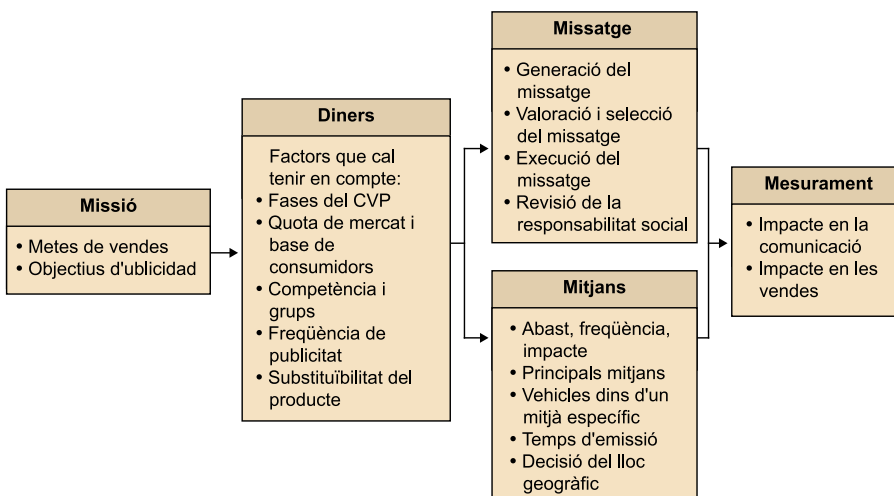 Missió
• Metes de vendes
• Objectius d'ublicidad
Diners
Factors que cal
tenir en compte:
• Fases del CVP
• Quota de mercat i
base de
consumidors
• Competència i
grups
• Freqüència de
publicitat
• Substituïbilitat del
producte
Missatge
• Generació del
missatge
• Valoració i selecció
del missatge
• Execució del
missatge
• Revisió de la
responsabilitat social
Mitjans
• Abast, freqüència,
impacte
• Principals mitjans
• Vehicles dins d'un
mitjà específic
• Temps d'emissió
• Decisió del lloc
geogràfic
Mesurament
• Impacte en la
comunicació
• Impacte en les
vendes